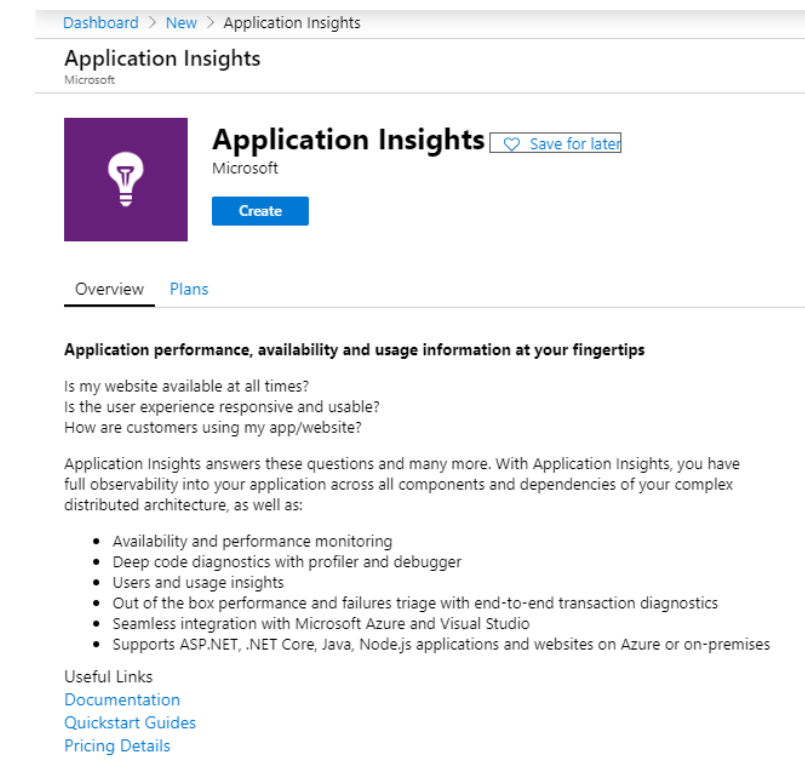 Dashboard > New > Application Insights
Application Insights
Microsoft
Application Insights
Save for later
Microsoft
Create
Overview Plans
Application performance, availability and usage information at your fingertips
Is my website available at all times?
Is the user experience responsive and usable?
How are customers using my app/website?
Application Insights answers these questions and many more. With Application Insights, you have
full observability into your application across all components and dependencies of your complex
distributed architecture, as well as:
• Availability and performance monitoring
• Deep code diagnostics with profiler and debugger
• Users and usage insights
• Out of the box performance and failures triage with end-to-end transaction diagnostics
• Seamless integration with Microsoft Azure and Visual Studio
• Supports ASP.NET, .NET Core, Java, Node.js applications and websites on Azure or on-premises
Useful Links
Documentation
Quickstart Guides
Pricing Details